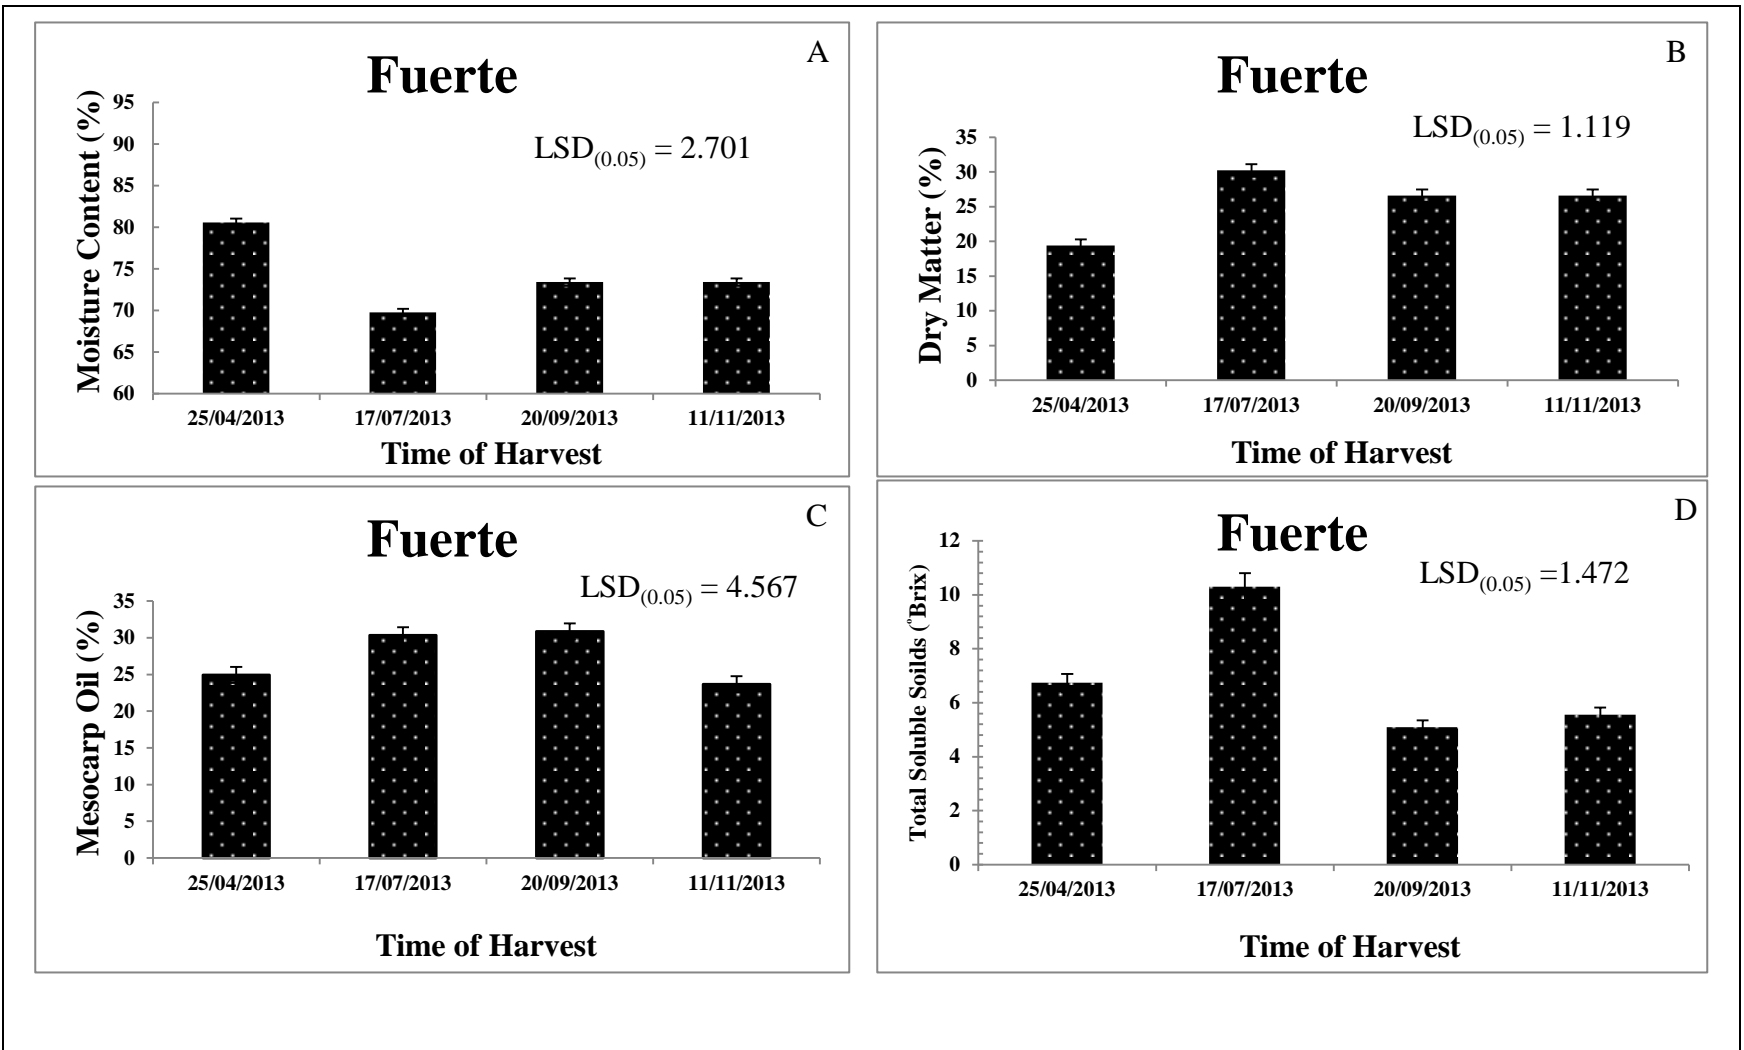 A
Fuerte
LSD(0.05) = 2.701
Moisture Content (%)
95
90
85
80
75
70
65
60
25/04/2013 17/07/2013 20/09/2013 11/11/2013
Time of Harvest
B
Fuerte
LSD(0.05) = 1.119
Dry Matter (%)
35
30
25
20
15
10
5
0
25/04/2013 17/07/2013 20/09/2013 11/11/2013
Time of Harvest
C
Fuerte
LSD(0.05) = 4.567
Mesocarp Oil (%)
35
30
25
20
15
10
5
0
25/04/2013 17/07/2013 20/09/2013 11/11/2013
Time of Harvest
D
Fuerte
LSD(0.05) =1.472
Total Soluble Soilds (°Brix)
12
10
8
6
4
2
0
25/04/2013 17/07/2013 20/09/2013 11/11/2013
Time of Harvest